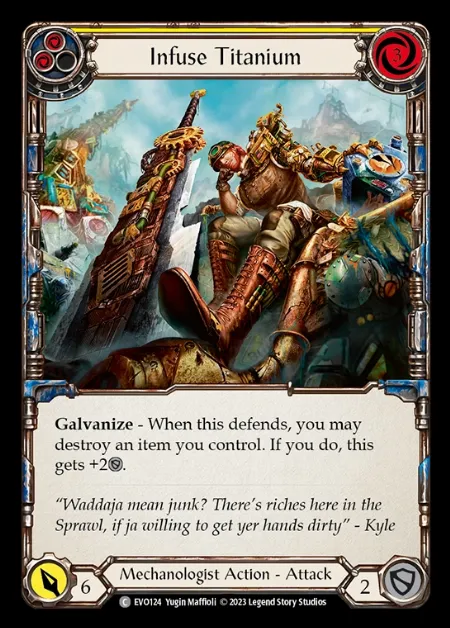 Infuse Titanium
3
Galvanize - When this defends, you may
destroy an item you control. If you do, this
gets +2.
“Waddaja mean junk? There’s riches here in the
Sprawl, if ja willing to get yer hands dirty” - Kyle
6
Mechanologist Action - Attack
2
C EVO124 Yugin Maffioli © 2023 Legend Story Studios